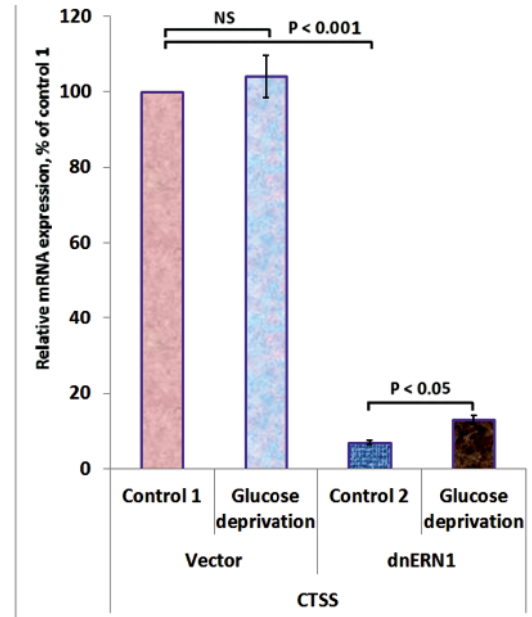 Relative mRNA expression, % of control 1
120
100
80
60
40
20
0
NS
P < 0.001
P < 0.05
Control 1
Glucose
deprivation
Control 2
Glucose
deprivation
Vector
dnERN1
CTSS